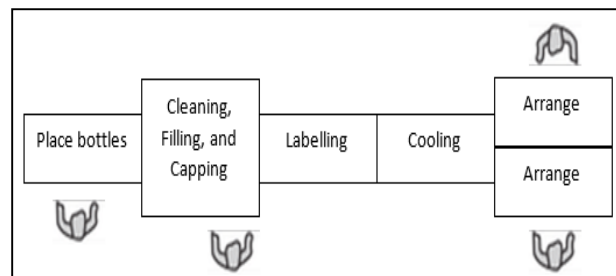 Place bottles
Cleaning,
Filling, and
Capping
Labelling
Cooling
Arrange
Arrange